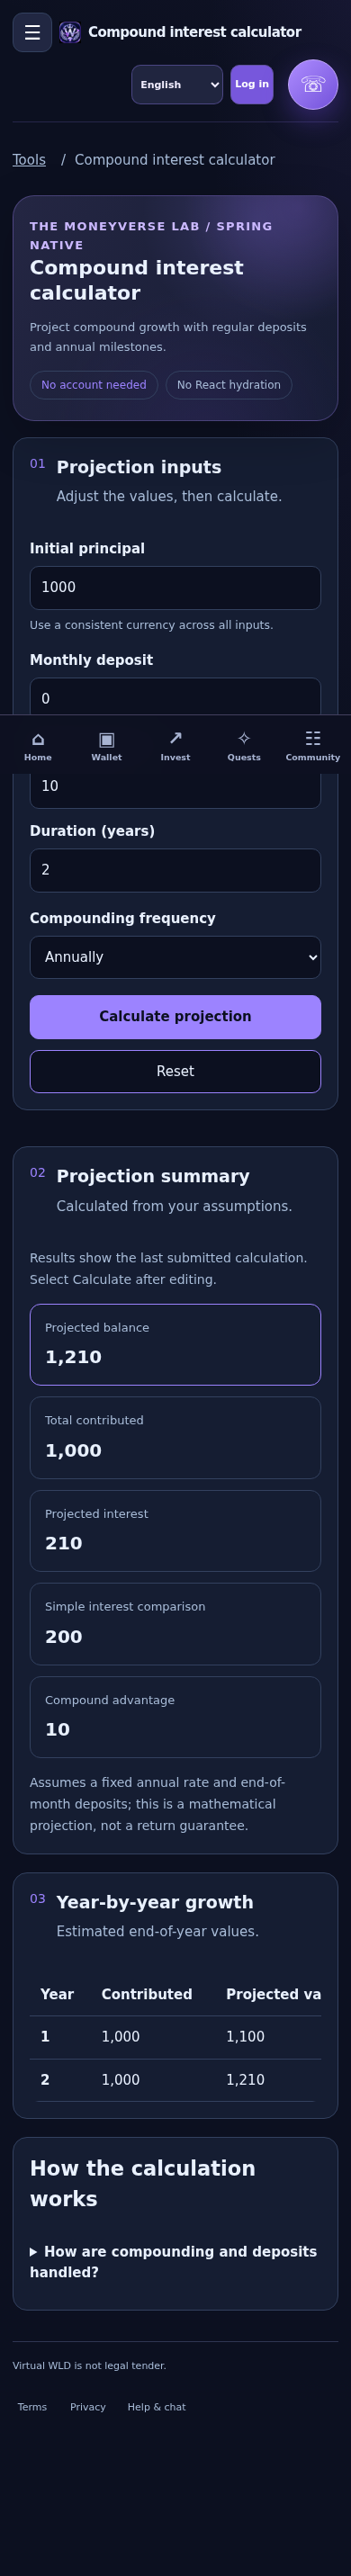 Compound interest calculator
English
Log in
Tools / Compound interest calculator
THE MONEYVERSE LAB / SPRING
NATIVE
Compound interest
calculator
Project compound growth with regular deposits
and annual milestones.
No account needed
No React hydration
01 Projection inputs
Adjust the values, then calculate.
Initial principal
1000
Use a consistent currency across all inputs.
Monthly deposit
0
Home
Wallet
Invest
Quests
Community
10
Duration (years)
2
Compounding frequency
Annually
Calculate projection
Reset
02 Projection summary
Calculated from your assumptions.
Results show the last submitted calculation.
Select Calculate after editing.
Projected balance
1,210
Total contributed
1,000
Projected interest
210
Simple interest comparison
200
Compound advantage
10
Assumes a fixed annual rate and end-of-
month deposits; this is a mathematical
projection, not a return guarantee.
03 Year-by-year growth
Estimated end-of-year values.
Year Contributed Projected va
1 1,000 1,100
2 1,000 1,210
How the calculation
works
How are compounding and deposits
handled?
Virtual WLD is not legal tender.
Terms Privacy Help & chat